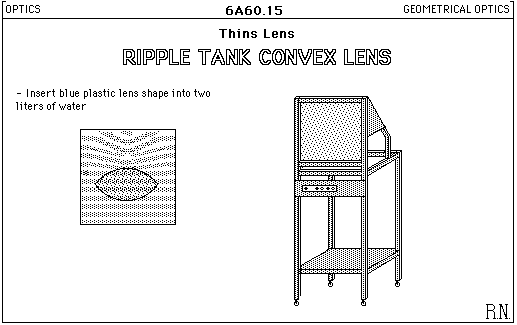 OPTICS
6A60.15
GEOMETRICAL OPTICS
Thins Lens
RIPPLE TANK CONVEX LENS
- Insert blue plastic lens shape into two
liters of water
R.N.